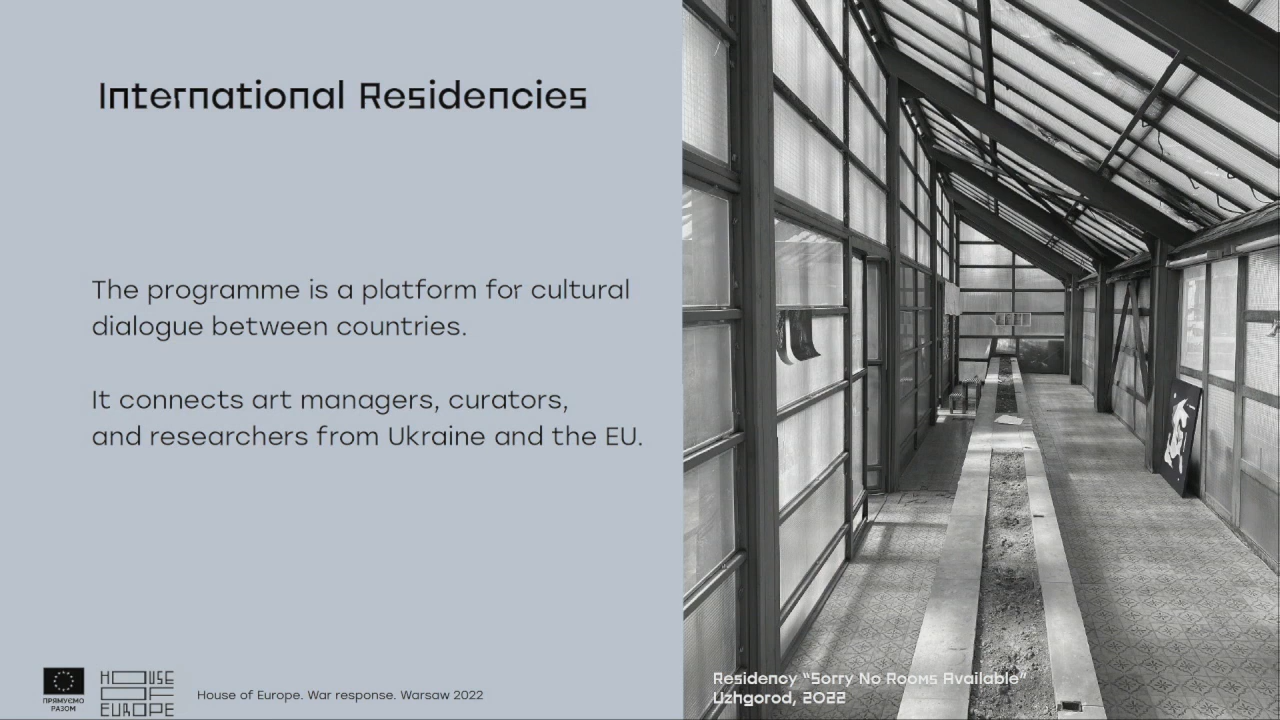 International Residencies
The programme is a platform for cultural
dialogue between countries.
It connects art managers, curators,
and researchers from Ukraine and the EU.
ПРЯМУЄМО
РАЗОМ
HOUSE
OF
EUROPE
House of Europe. War response. Warsaw 2022
Residency “Sorry No Rooms Available”
Uzhgorod, 2022